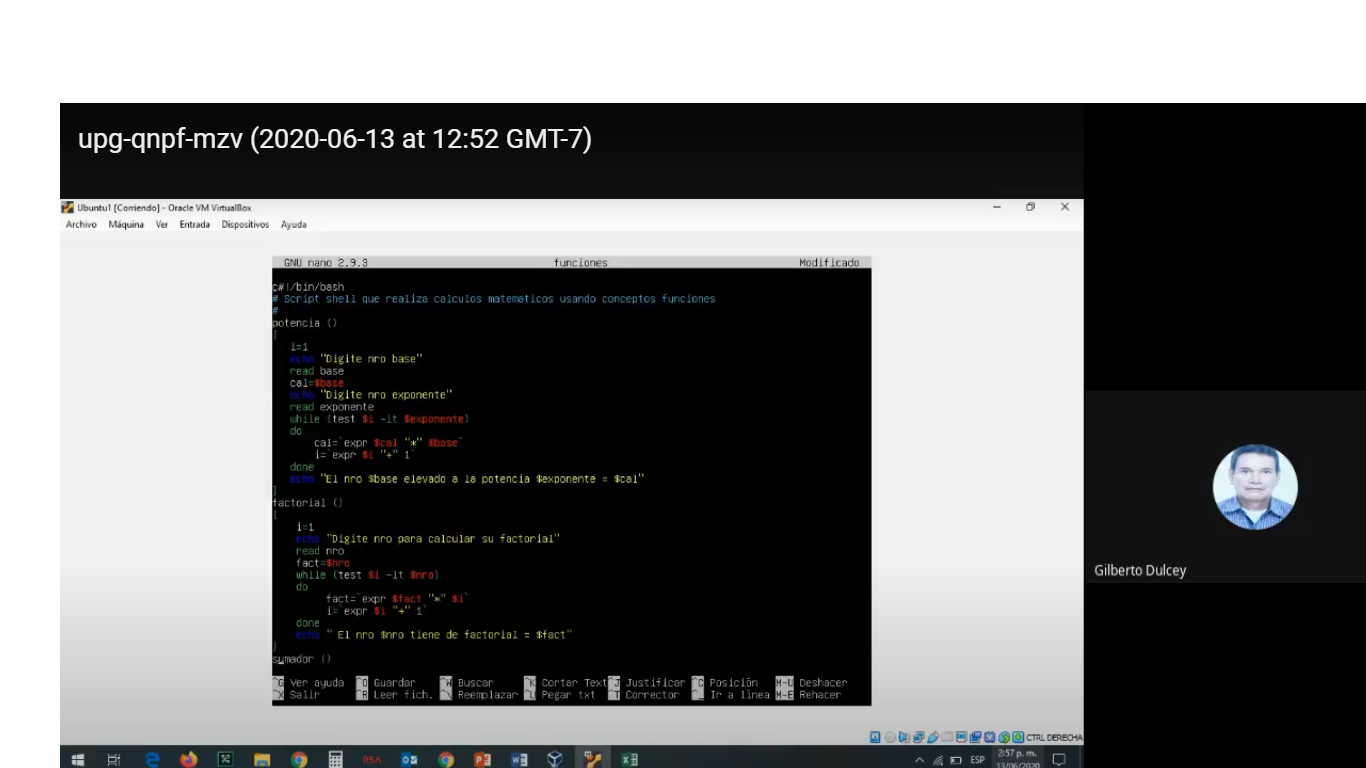 upg-qnpf-mzv (2020-06-13 at 12:52 GMT-7)
Ubuntu1 [Corriendo] - Oracle VM VirtualBox
Archivo Máquina Ver Entrada Dispositivos Ayuda
GNU nano 2.9.3 funciones Modificado
c#!/bin/bash
# Script shell que realiza calculos matematicos usando conceptos funciones
#
potencia ()
{
i=1
echo "Digite nro base"
read base
cal=$base
echo "Digite nro exponente"
read exponente
while (test $i -lt $exponente)
do
cal=`expr $cal "*" $base`
i=`expr $i "+" 1`
done
echo "El nro $base elevado a la potencia $exponente = $cal"
}
factorial ()
{
i=1
echo "Digite nro para calcular su factorial"
read nro
fact=$nro
while (test $i -lt $nro)
do
fact=`expr $fact "*" $i`
i=`expr $i "+" 1`
done
echo " El nro $nro tiene de factorial = $fact"
}
sumador ()
^G Ver ayuda ^O Guardar ^W Buscar ^K Cortar Text ^J Justificar ^C Posición M-U Deshacer
^X Salir ^R Leer fich. ^\ Reemplazar ^U Pegar txt ^T Corrector ^_ Ir a línea M-E Rehacer
Gilberto Dulcey
CTRL DERECHA
RSA
ESP
2:57 p. m.
13/06/2020